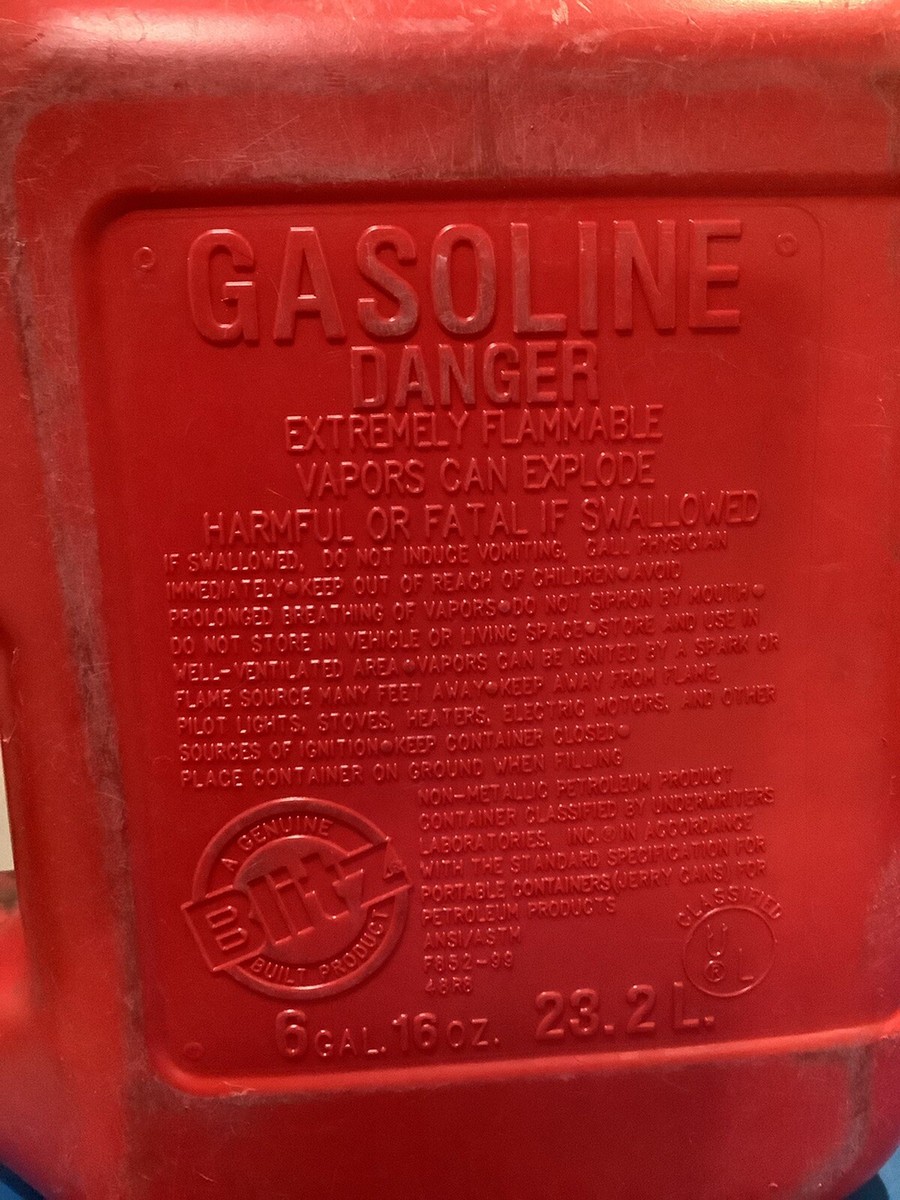 GASOLINE
DANGER
EXTREMELY FLAMMABLE
VAPORS CAN EXPLODE
HARMFUL OR FATAL IF SWALLOWED
IF SWALLOWED, DO NOT INDUCE VOMITING. CALL PHYSICIAN
IMMEDIATELY•KEEP OUT OF REACH OF CHILDREN•AVOID
PROLONGED BREATHING OF VAPORS•DO NOT SIPHON BY MOUTH•
DO NOT STORE IN VEHICLE OR LIVING SPACE•STORE AND USE IN
WELL-VENTILATED AREA•VAPORS CAN BE IGNITED BY A SPARK OR
FLAME SOURCE MANY FEET AWAY•KEEP AWAY FROM FLAME,
PILOT LIGHTS, STOVES, HEATERS, ELECTRIC MOTORS, AND OTHER
SOURCES OF IGNITION•KEEP CONTAINER CLOSED•
PLACE CONTAINER ON GROUND WHEN FILLING
NON-METALLIC PETROLEUM PRODUCT
CONTAINER CLASSIFIED BY UNDERWRITERS
LABORATORIES, INC.® IN ACCORDANCE
WITH THE STANDARD SPECIFICATION FOR
PORTABLE CONTAINERS(JERRY CANS) FOR
PETROLEUM PRODUCTS
ANSI/ASTM
F852-99
48R8
A GENUINE
Blitz
BUILT PRODUCT
CLASSIFIED
U L ®
6 GAL. 16 OZ. 23.2 L.